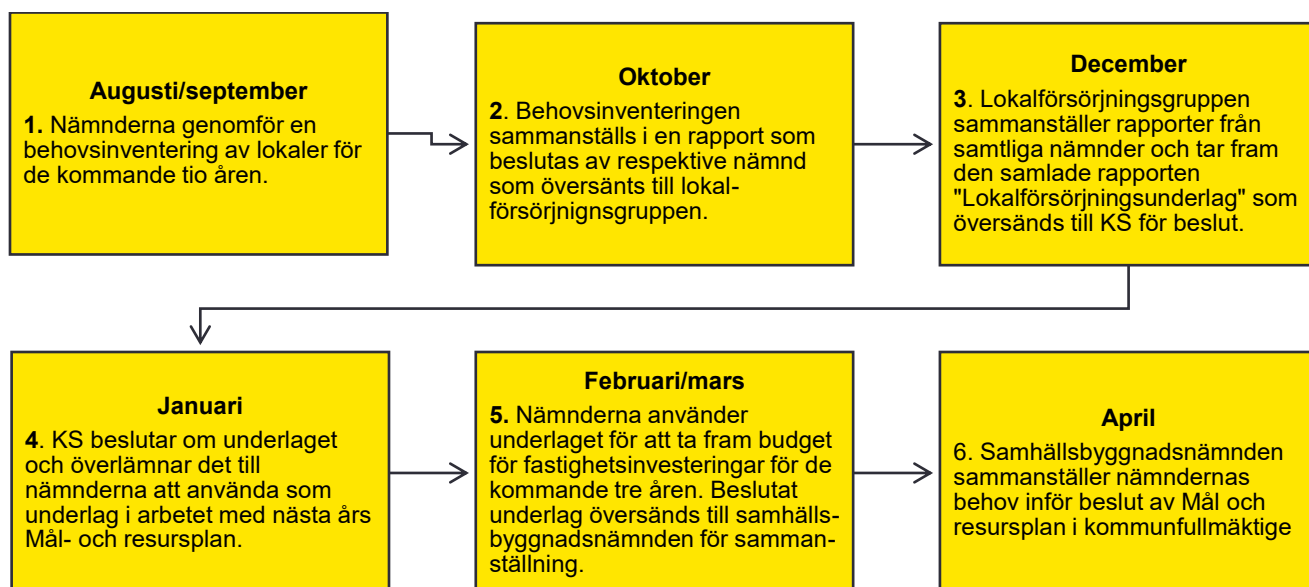 Augusti/september
1. Nämnderna genomför en
behovsinventering av lokaler för
de kommande tio åren.
Oktober
2. Behovsinventeringen
sammanställs i en rapport som
beslutas av respektive nämnd
som översänts till lokal-
försörjnignsgruppen.
December
3. Lokalförsörjningsgruppen
sammanställer rapporter från
samtliga nämnder och tar fram
den samlade rapporten
"Lokalförsörjningsunderlag" som
översänds till KS för beslut.
Januari
4. KS beslutar om underlaget
och överlämnar det till
nämnderna att använda som
underlag i arbetet med nästa års
Mål- och resursplan.
Februari/mars
5. Nämnderna använder
underlaget för att ta fram budget
för fastighetsinvesteringar för de
kommande tre åren. Beslutat
underlag översänds till samhälls-
byggnadsnämnden för samman-
ställning.
April
6. Samhällsbyggnadsnämnden
sammanställer nämndernas
behov inför beslut av Mål och
resursplan i kommunfullmäktige